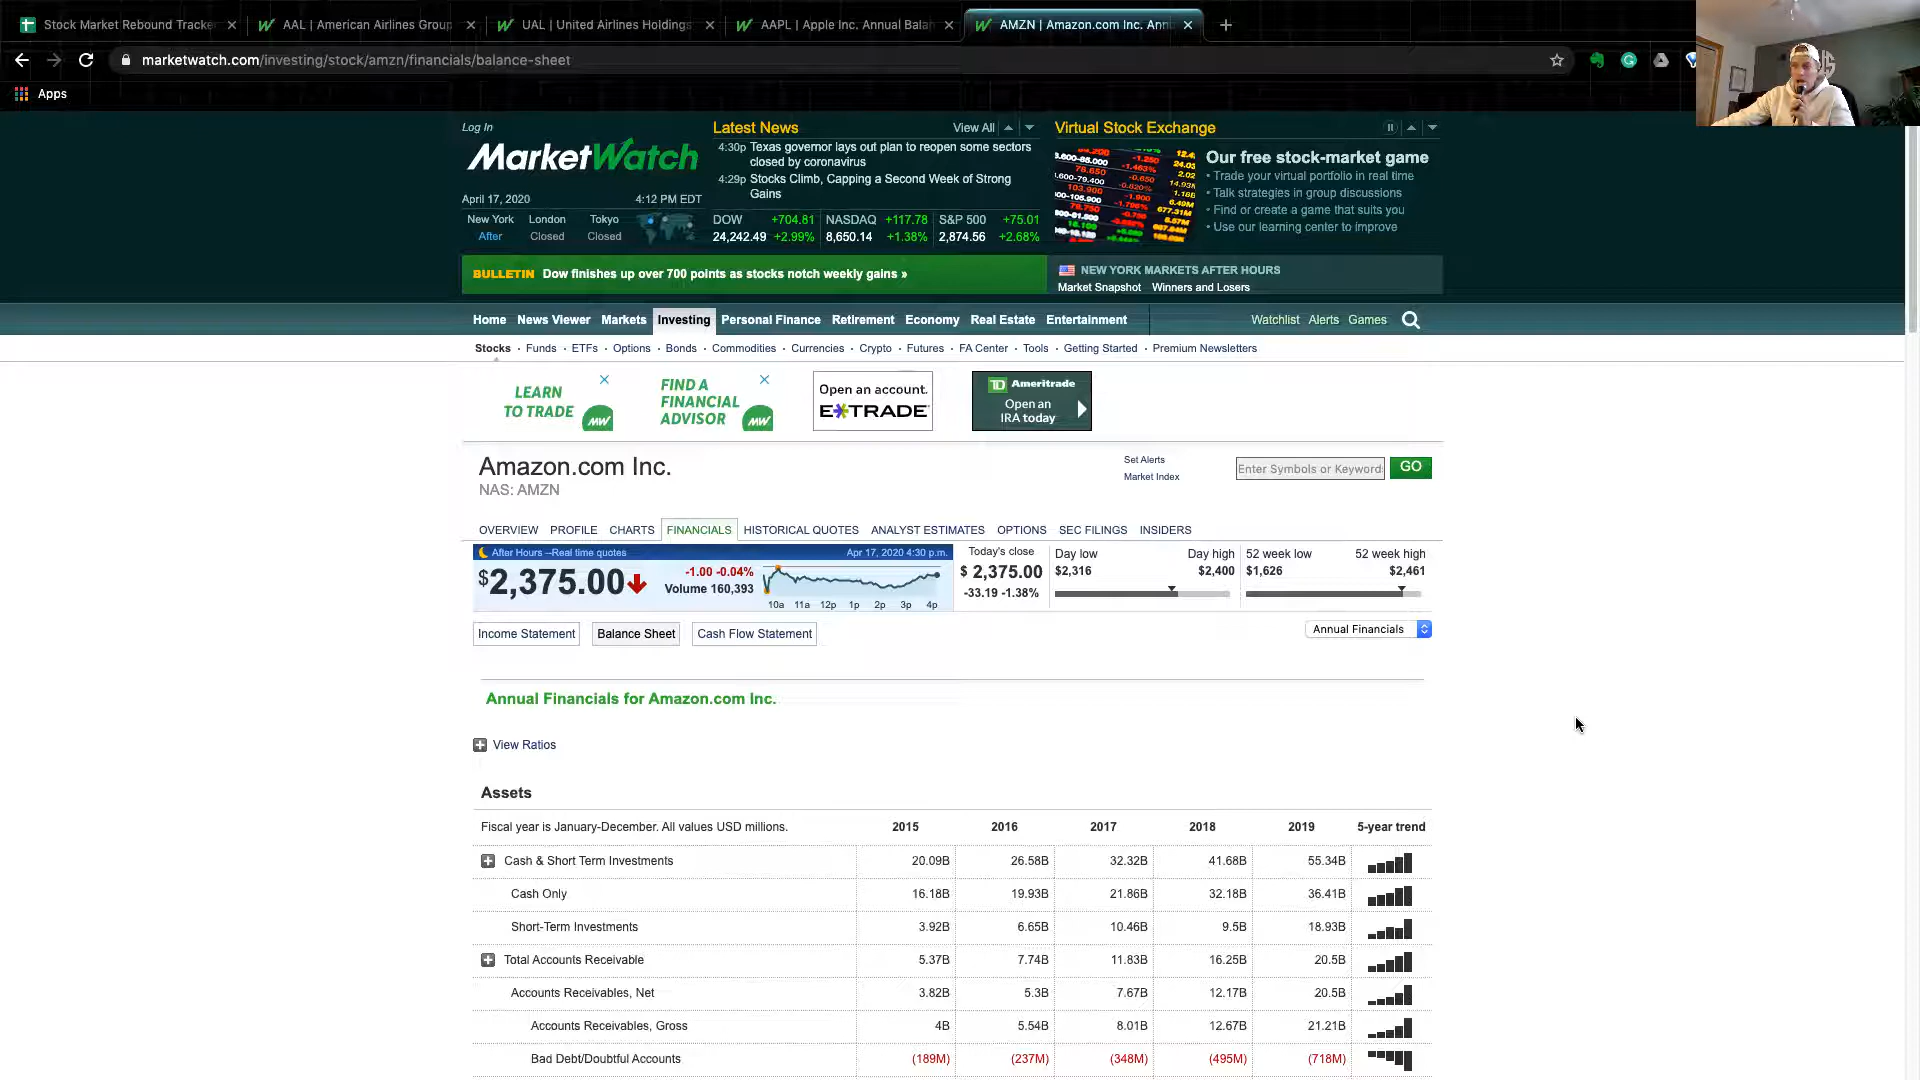 Stock Market Rebound Tracke
AAL | American Airlines Group
UAL | United Airlines Holdings
AAPL | Apple Inc. Annual Balan
AMZN | Amazon.com Inc. Ann
marketwatch.com/investing/stock/amzn/financials/balance-sheet
Apps
Log In
MarketWatch
April 17, 2020 4:12 PM EDT
New York London Tokyo
After Closed Closed
Latest News View All
4:30p Texas governor lays out plan to reopen some sectors
closed by coronavirus
4:29p Stocks Climb, Capping a Second Week of Strong
Gains
DOW +704.81 NASDAQ +117.78 S&P 500 +75.01
24,242.49 +2.99% 8,650.14 +1.38% 2,874.56 +2.68%
Virtual Stock Exchange
Our free stock-market game
• Trade your virtual portfolio in real time
• Talk strategies in group discussions
• Find or create a game that suits you
• Use our learning center to improve
BULLETIN Dow finishes up over 700 points as stocks notch weekly gains »
NEW YORK MARKETS AFTER HOURS
Market Snapshot Winners and Losers
Home News Viewer Markets Investing Personal Finance Retirement Economy Real Estate Entertainment Watchlist Alerts Games
Stocks · Funds · ETFs · Options · Bonds · Commodities · Currencies · Crypto · Futures · FA Center · Tools · Getting Started · Premium Newsletters
LEARN
TO TRADE
MW
FIND A
FINANCIAL
ADVISOR
MW
Open an account.
E*TRADE
TD Ameritrade
Open an
IRA today
Amazon.com Inc.
NAS: AMZN
Set Alerts
Market Index
Enter Symbols or Keywords GO
OVERVIEW PROFILE CHARTS FINANCIALS HISTORICAL QUOTES ANALYST ESTIMATES OPTIONS SEC FILINGS INSIDERS
After Hours --Real time quotes Apr 17, 2020 4:30 p.m.
$2,375.00
-1.00 -0.04%
Volume 160,393
10a 11a 12p 1p 2p 3p 4p
Today's close
$ 2,375.00
-33.19 -1.38%
Day low Day high
$2,316 $2,400
52 week low 52 week high
$1,626 $2,461
Income Statement Balance Sheet Cash Flow Statement Annual Financials
Annual Financials for Amazon.com Inc.
View Ratios
Assets
Fiscal year is January-December. All values USD millions. 2015 2016 2017 2018 2019 5-year trend
Cash & Short Term Investments 20.09B 26.58B 32.32B 41.68B 55.34B
Cash Only 16.18B 19.93B 21.86B 32.18B 36.41B
Short-Term Investments 3.92B 6.65B 10.46B 9.5B 18.93B
Total Accounts Receivable 5.37B 7.74B 11.83B 16.25B 20.5B
Accounts Receivables, Net 3.82B 5.3B 7.67B 12.17B 20.5B
Accounts Receivables, Gross 4B 5.54B 8.01B 12.67B 21.21B
Bad Debt/Doubtful Accounts (189M) (237M) (348M) (495M) (718M)